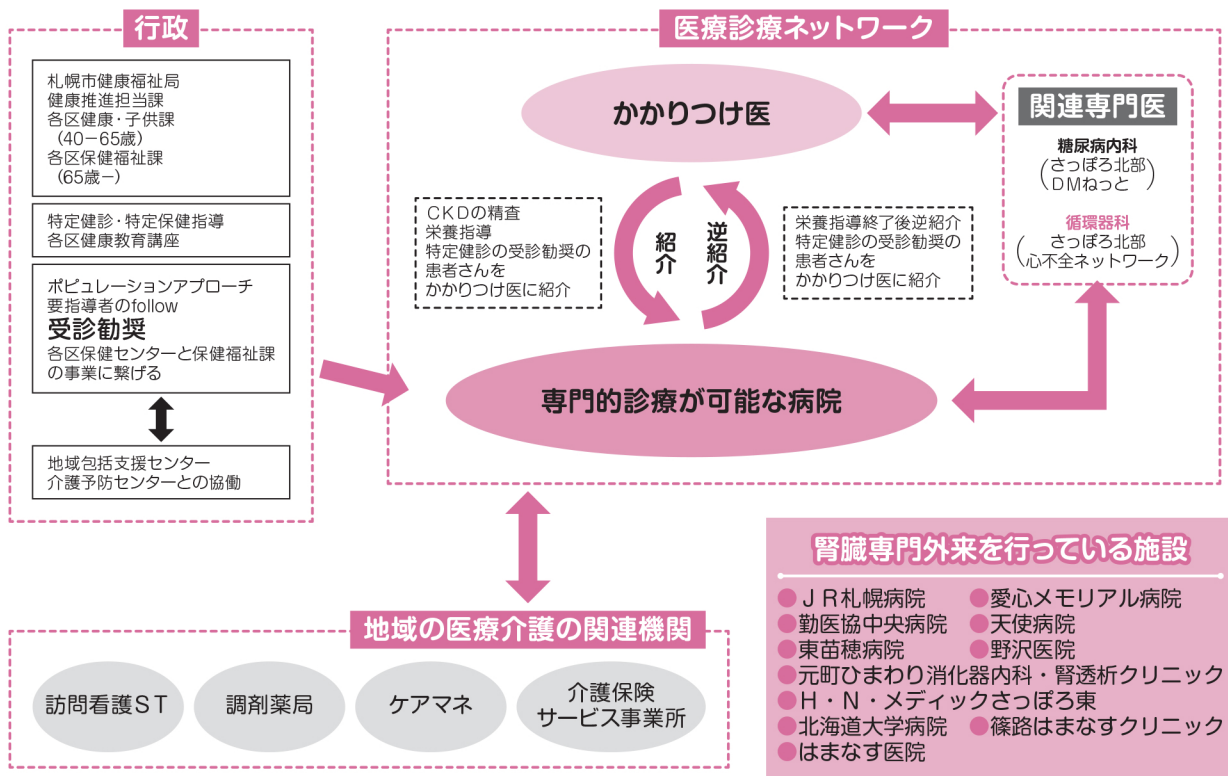 行政
札幌市健康福祉局
健康推進担当課
各区健康・子供課
(40−65歳)
各区保健福祉課
(65歳−)
特定健診・特定保健指導
各区健康教育講座
ポピュレーションアプローチ
要指導者のfollow
受診勧奨
各区保健センターと保健福祉課
の事業に繋げる
地域包括支援センター
介護予防センターとの協働
医療診療ネットワーク
かかりつけ医
関連専門医
糖尿病内科
(さっぽろ北部
DMねっと)
循環器科
(さっぽろ北部
心不全ネットワーク)
CKDの精査
栄養指導
特定健診の受診勧奨の
患者さんを
かかりつけ医に紹介
紹介
逆紹介
栄養指導終了後逆紹介
特定健診の受診勧奨の
患者さんを
かかりつけ医に紹介
専門的診療が可能な病院
地域の医療介護の関連機関
訪問看護ST
調剤薬局
ケアマネ
介護保険
サービス事業所
腎臓専門外来を行っている施設
●JR札幌病院 ●愛心メモリアル病院
●勤医協中央病院 ●天使病院
●東苗穂病院 ●野沢医院
●元町ひまわり消化器内科・腎透析クリニック
●H・N・メディックさっぽろ東
●北海道大学病院 ●篠路はまなすクリニック
●はまなす医院